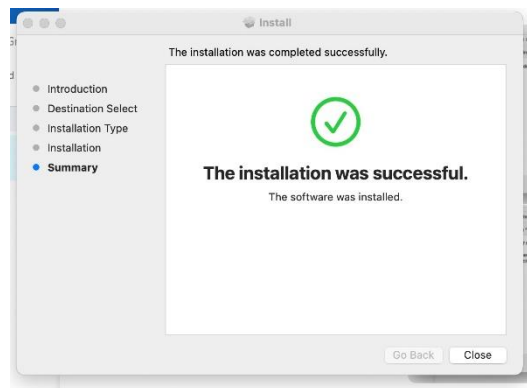 Install
The installation was completed successfully.
Introduction
Destination Select
Installation Type
Installation
Summary
The installation was successful.
The software was installed.
Go Back
Close